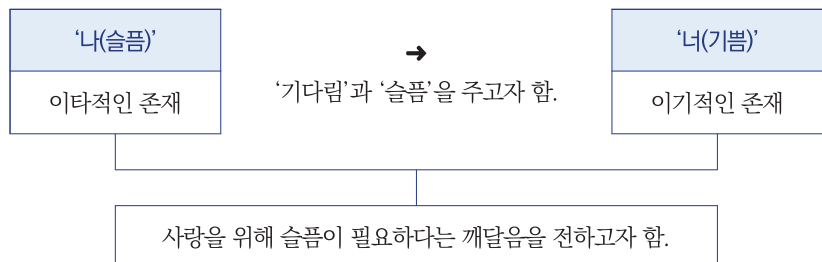 ‘나(슬픔)’
이타적인 존재
➜
‘기다림’과 ‘슬픔’을 주고자 함.
‘너(기쁨)’
이기적인 존재
사랑을 위해 슬픔이 필요하다는 깨달음을 전하고자 함.